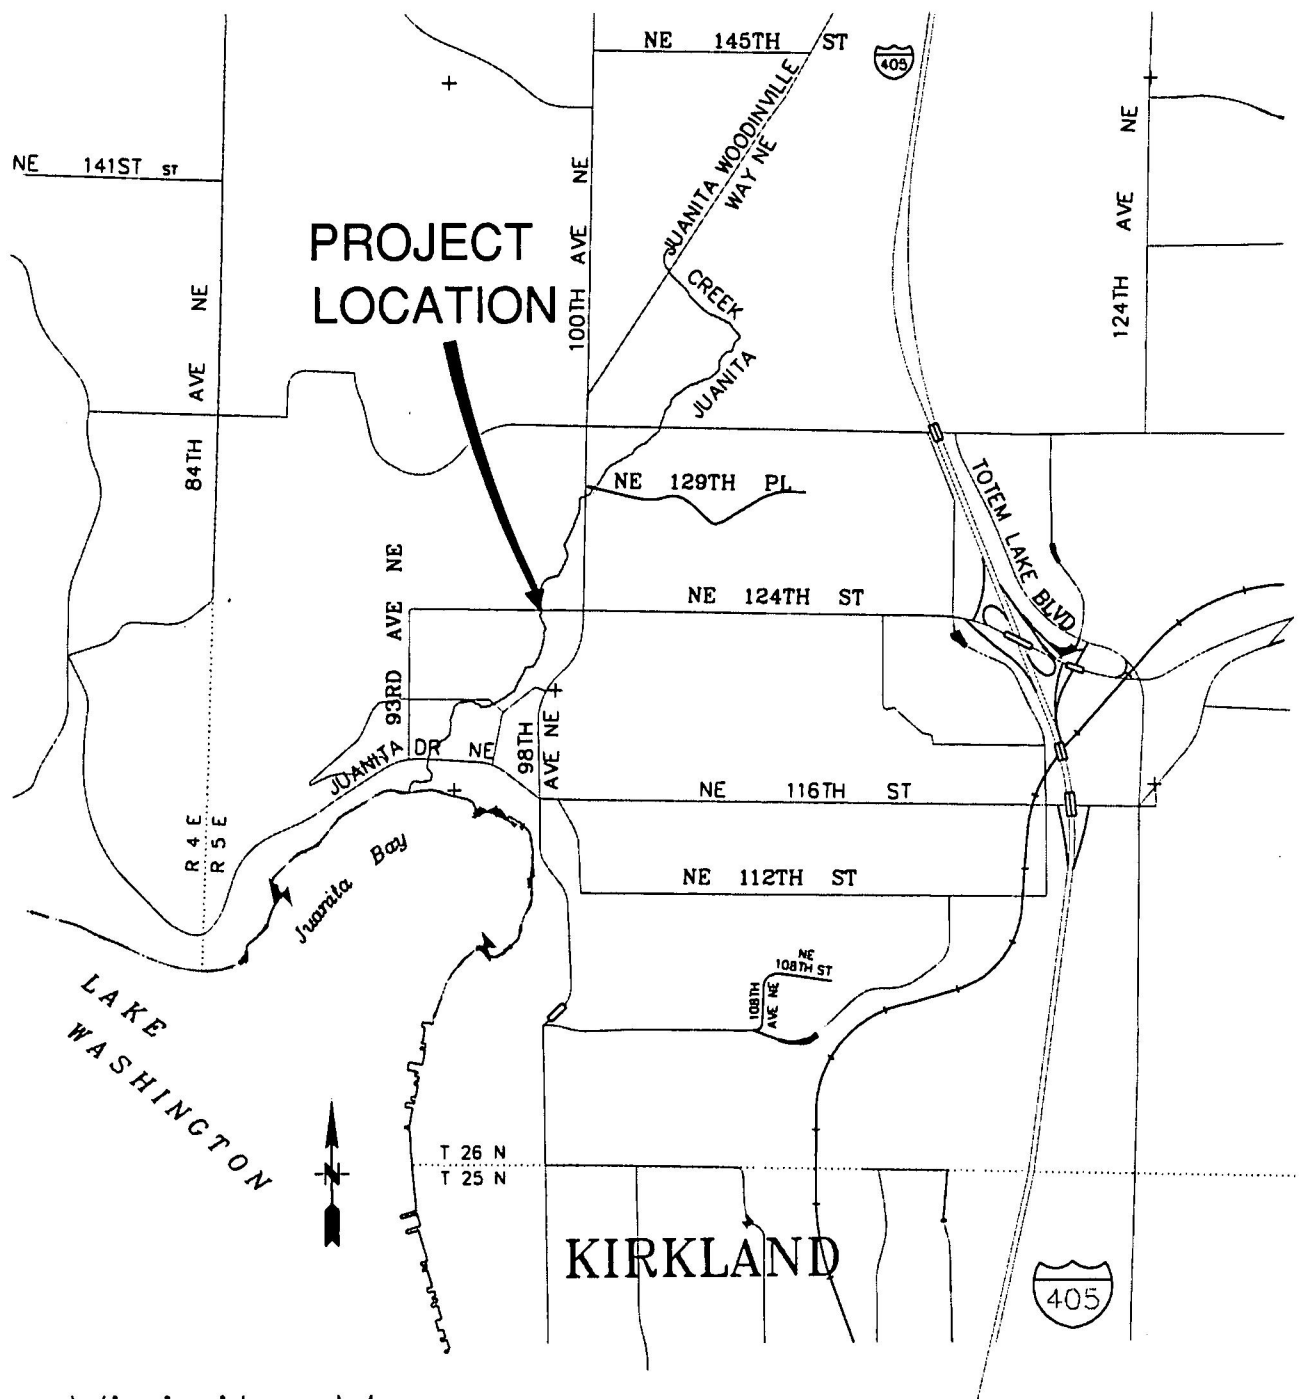 NE 145TH ST
405
JUANITA WOODINVILLE
WAY NE
NE 141ST ST
100TH AVE NE
124TH AVE NE
PROJECT
LOCATION
CREEK
JUANITA
84TH AVE NE
NE 129TH PL
TOTEM LAKE BLVD
93RD AVE NE
NE 124TH ST
98TH
AVE NE
JUANITA DR NE
NE 116TH ST
R 4 E
R 5 E
Juanita Bay
NE 112TH ST
NE
108TH ST
108TH
AVE NE
LAKE
WASHINGTON
N
T 26 N
T 25 N
KIRKLAND
405